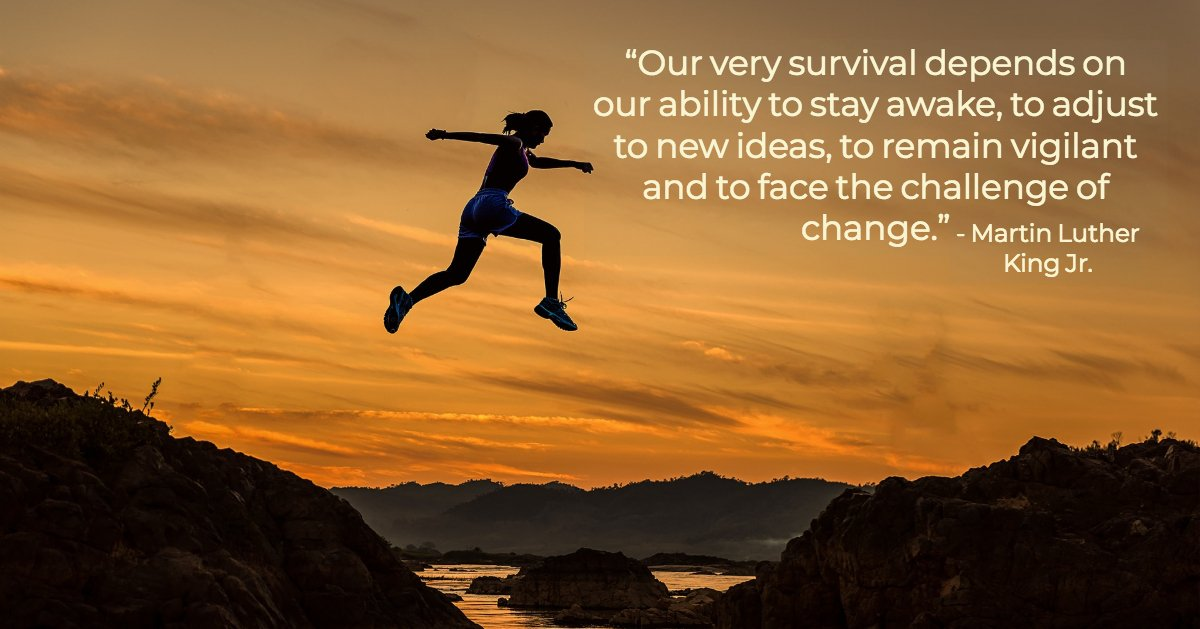 “Our very survival depends on
our ability to stay awake, to adjust
to new ideas, to remain vigilant
and to face the challenge of
change.” - Martin Luther
King Jr.